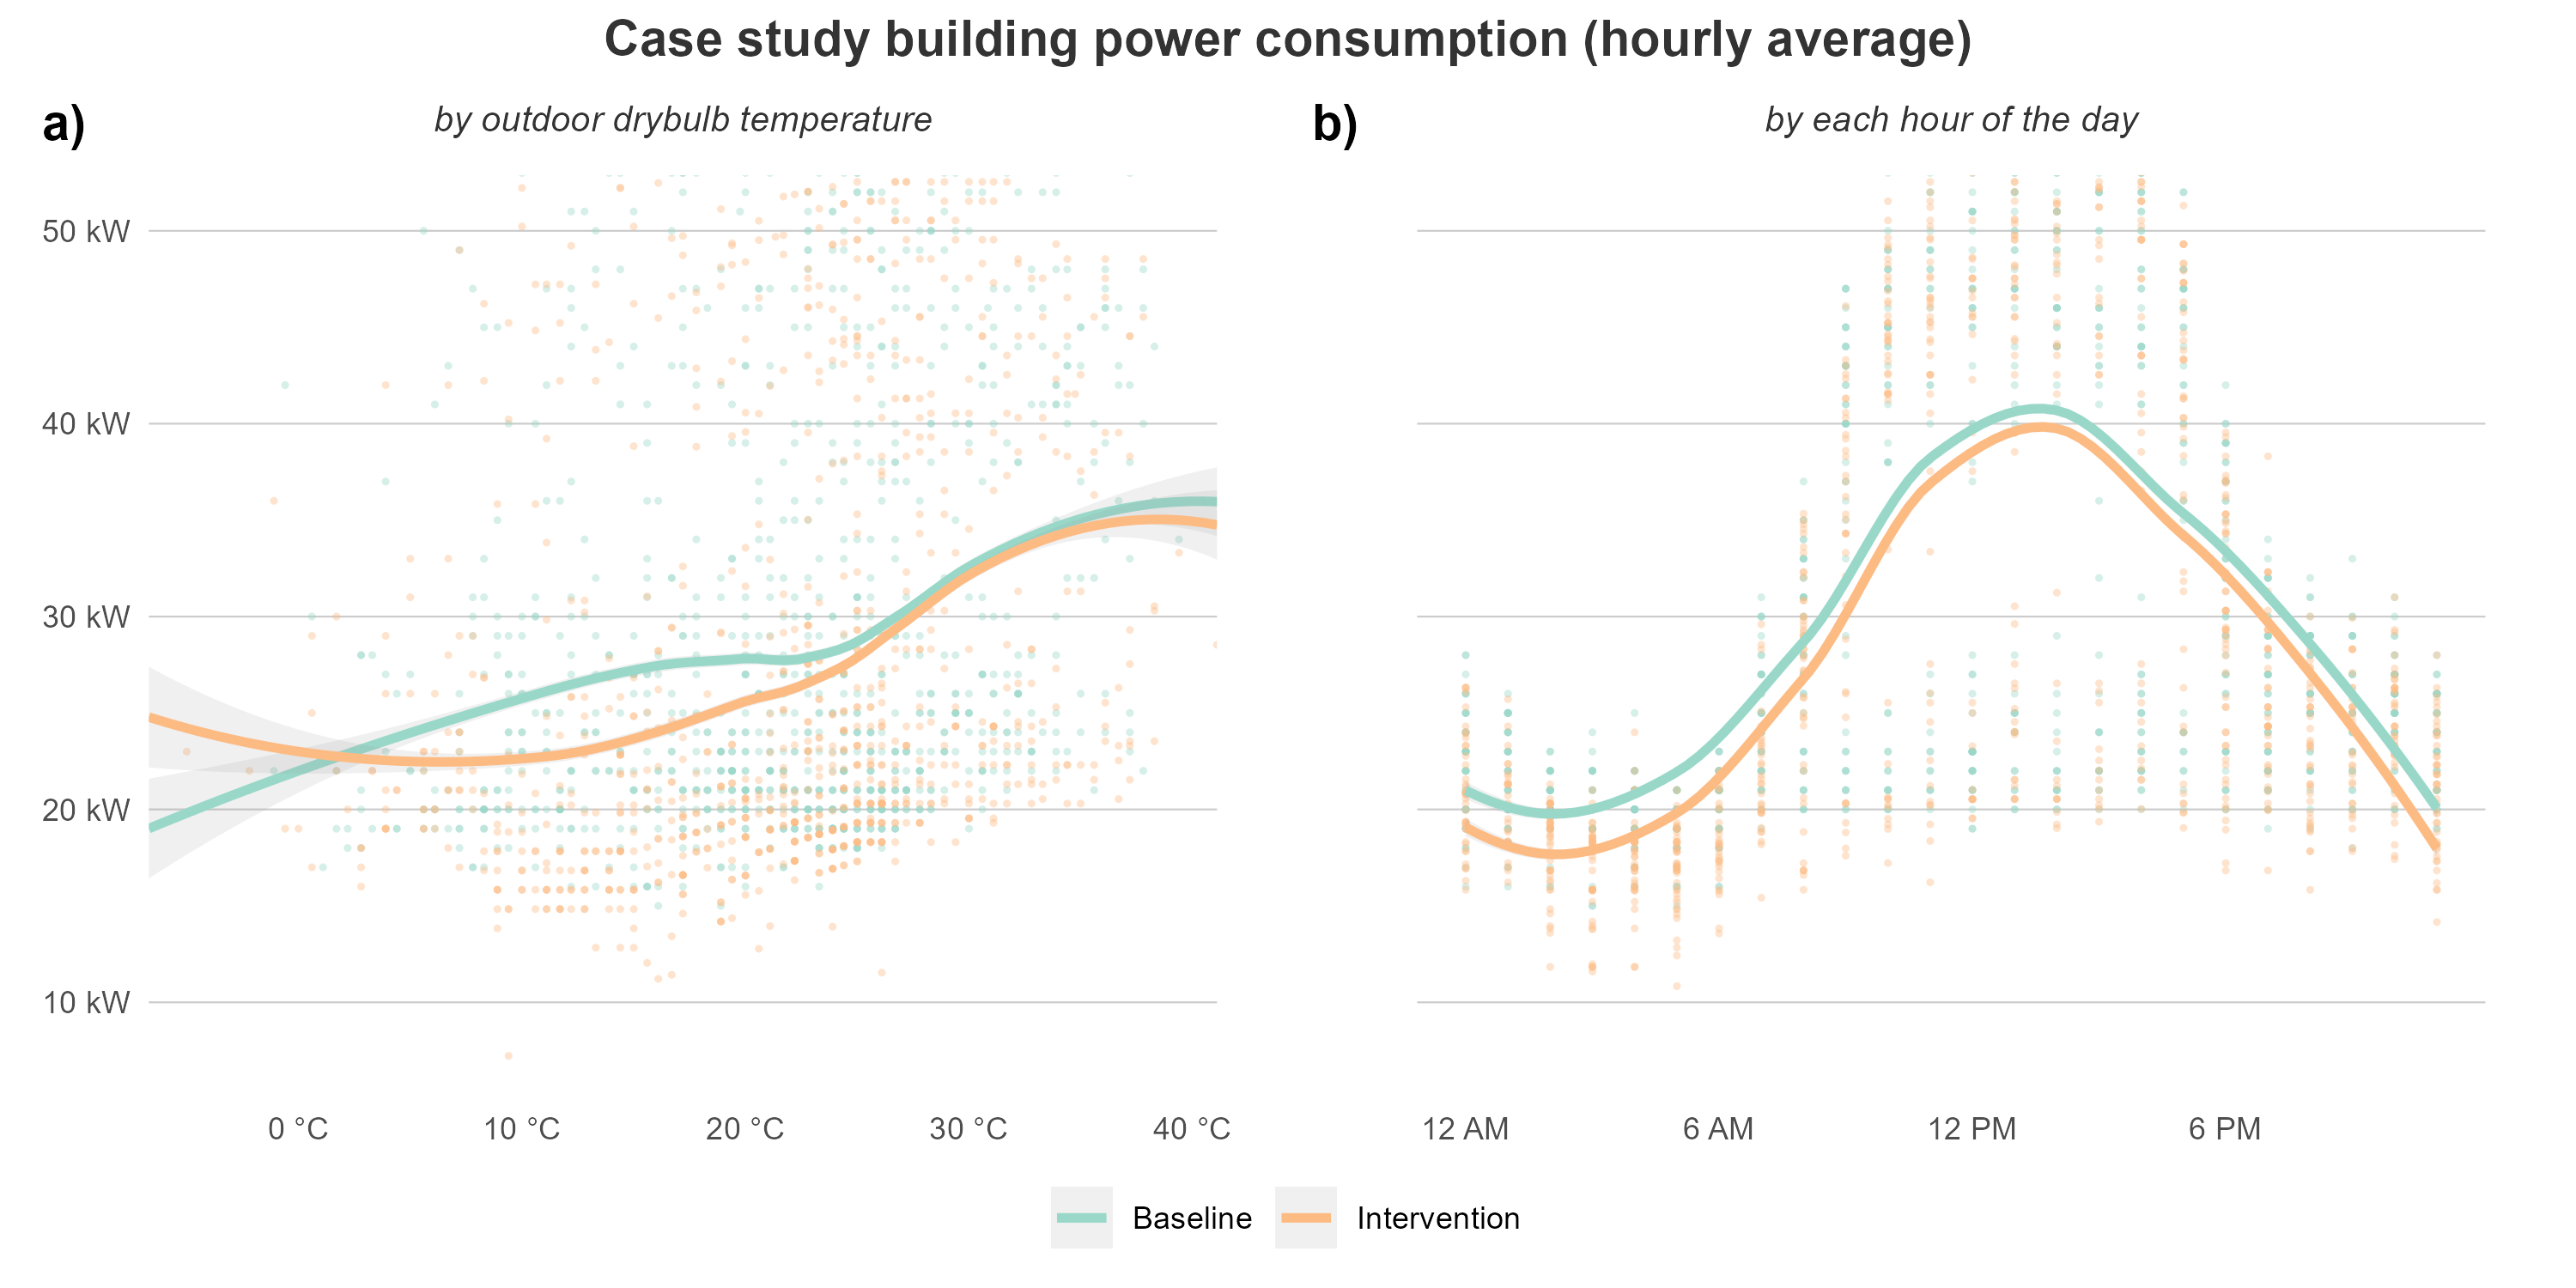 Case study building power consumption (hourly average)
a)
by outdoor drybulb temperature
50 kW
40 kW
30 kW
20 kW
10 kW
0 °C 10 °C 20 °C 30 °C 40 °C
b)
by each hour of the day
12 AM 6 AM 12 PM 6 PM
Baseline Intervention